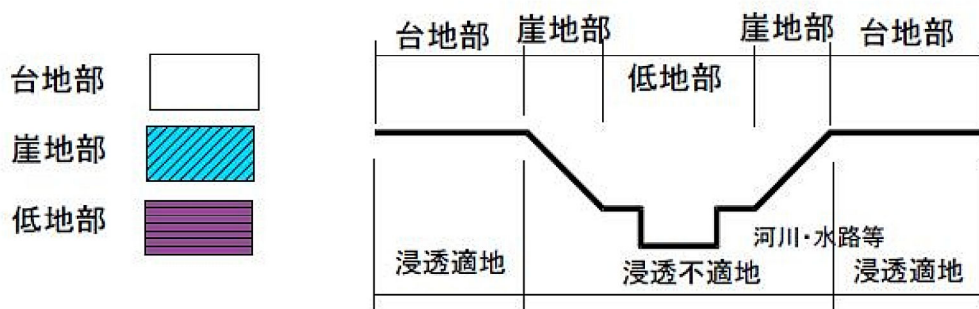 台地部
崖地部
低地部
台地部
崖地部
低地部
崖地部
台地部
河川・水路等
浸透適地
浸透不適地
浸透適地